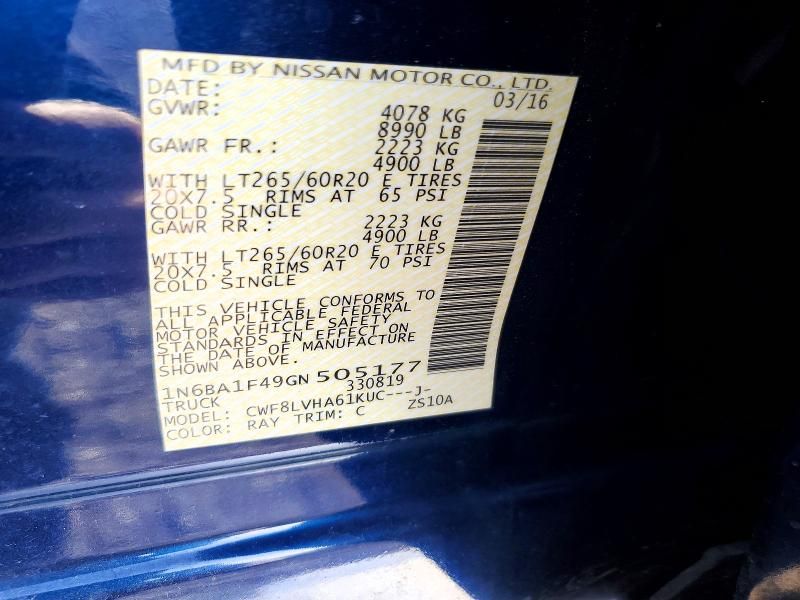 MFD BY NISSAN MOTOR CO., LTD.
DATE: 03/16
GVWR: 4078 KG
8990 LB
GAWR FR.: 2223 KG
4900 LB
WITH LT265/60R20 E TIRES
20X7.5 RIMS AT 65 PSI
COLD SINGLE
GAWR RR.: 2223 KG
4900 LB
WITH LT265/60R20 E TIRES
20X7.5 RIMS AT 70 PSI
COLD SINGLE
THIS VEHICLE CONFORMS TO
ALL APPLICABLE FEDERAL
MOTOR VEHICLE SAFETY
STANDARDS IN EFFECT ON
THE DATE OF MANUFACTURE
SHOWN ABOVE.
1N6BA1F49GN505177
TRUCK 330819
MODEL: CWF8LVHA61KUC---J-
COLOR: RAY TRIM: C ZS10A